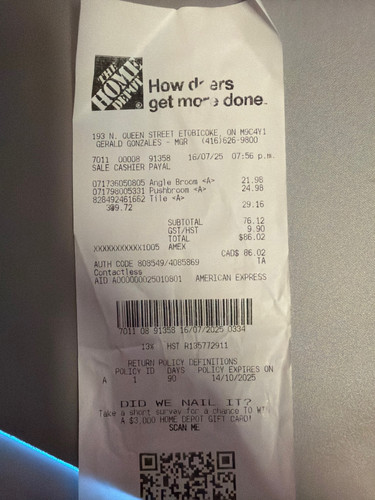 THE
HOME
DEPOT
How doers
get more done.
193 N. QUEEN STREET ETOBICOKE, ON M9C4Y1
GERALD GONZALES - MGR (416)626-9800
7011 00008 91358 16/07/25 07:56 p.m.
SALE CASHIER PAYAL
071736050805 Angle Broom <A> 21.98
071798005331 Pushbroom <A> 24.98
828492461662 Tile <A>
29.16
SUBTOTAL 76.12
GST/HST 9.90
TOTAL $86.02
XXXXXXXXXXX1005 AMEX
CAD$ 86.02
AUTH CODE 808549/4085869 TA
Contactless
AID A000000025010801 AMERICAN EXPRESS
7011 08 91358 16/07/2025 0334
13% HST R135772911
RETURN POLICY DEFINITIONS
POLICY ID DAYS POLICY EXPIRES ON
A 1 90 14/10/2025
DID WE NAIL IT?
Take a short survey for a chance TO WIN
A $3,000 HOME DEPOT GIFT CARD!
SCAN ME